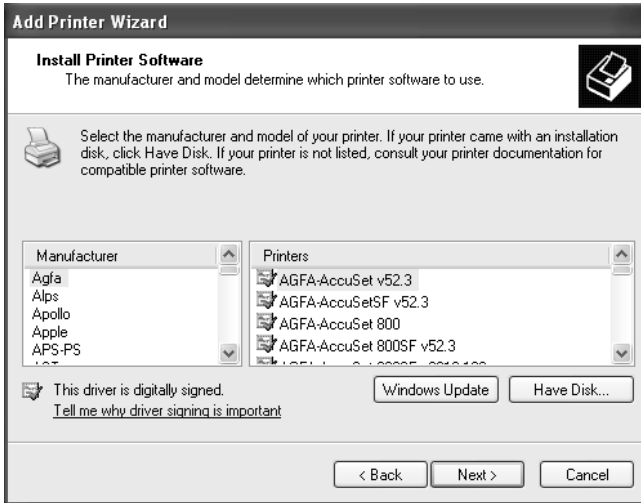 Add Printer Wizard
Install Printer Software
The manufacturer and model determine which printer software to use.
Select the manufacturer and model of your printer. If your printer came with an installation
disk, click Have Disk. If your printer is not listed, consult your printer documentation for
compatible printer software.
Manufacturer
Agfa
Alps
Apollo
Apple
APS-PS
Printers
AGFA-AccuSet v52.3
AGFA-AccuSetSF v52.3
AGFA-AccuSet 800
AGFA-AccuSet 800SF v52.3
This driver is digitally signed.
Tell me why driver signing is important
Windows Update
Have Disk...
< Back
Next >
Cancel